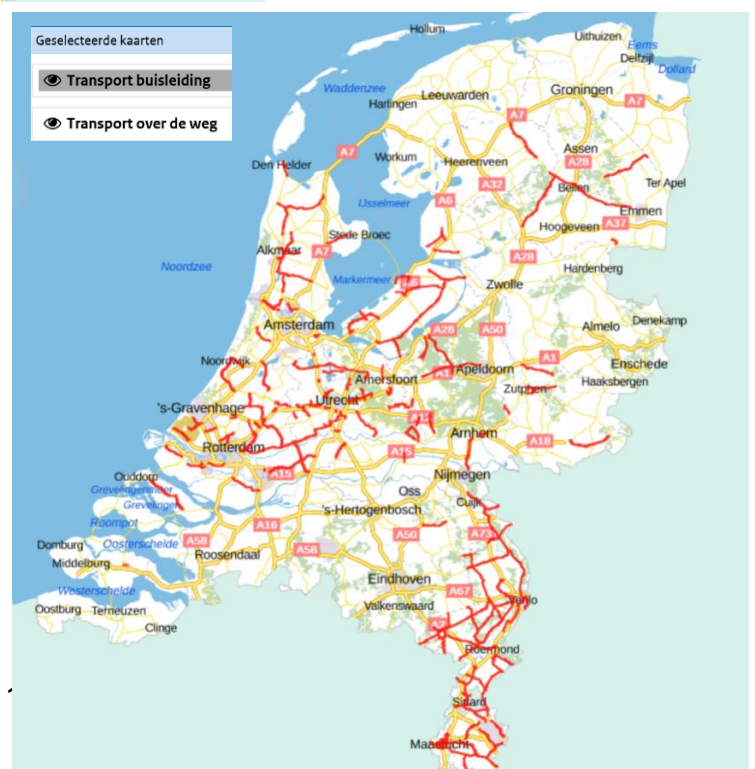 Geselecteerde kaarten
Transport buisleiding
Transport over de weg
Hollum
Uithuizen
Eems
Delfzijl
Dollard
Waddenzee
Harlingen
Leeuwarden
Groningen
A7
A7
Den Helder
A7
Workum
Heerenveen
Assen
A28
A32
Beilen
Ter Apel
IJsselmeer
A6
Emmen
Hoogeveen
A37
Stede Broec
Alkmaar
A7
A28
Noordzee
Markermeer
A6
Zwolle
Hardenberg
Amsterdam
A28
A50
Almelo
Denekamp
Noordwijk
A1
Apeldoorn
A1
Enschede
Amersfoort
Zutphen
Haaksbergen
's-Gravenhage
Utrecht
A12
Rotterdam
Arnhem
A18
A15
A15
Ouddorp
Nijmegen
Grevelingenmeer
Oss
Grevelingen
's-Hertogenbosch
Cuijk
Roompot
A16
A50
A73
Domburg
Oosterschelde
A58
Roosendaal
A58
Middelburg
Eindhoven
Westerschelde
A67
Venlo
Oostburg
Terneuzen
Valkenswaard
Clinge
A2
Roermond
Sittard
Maastricht